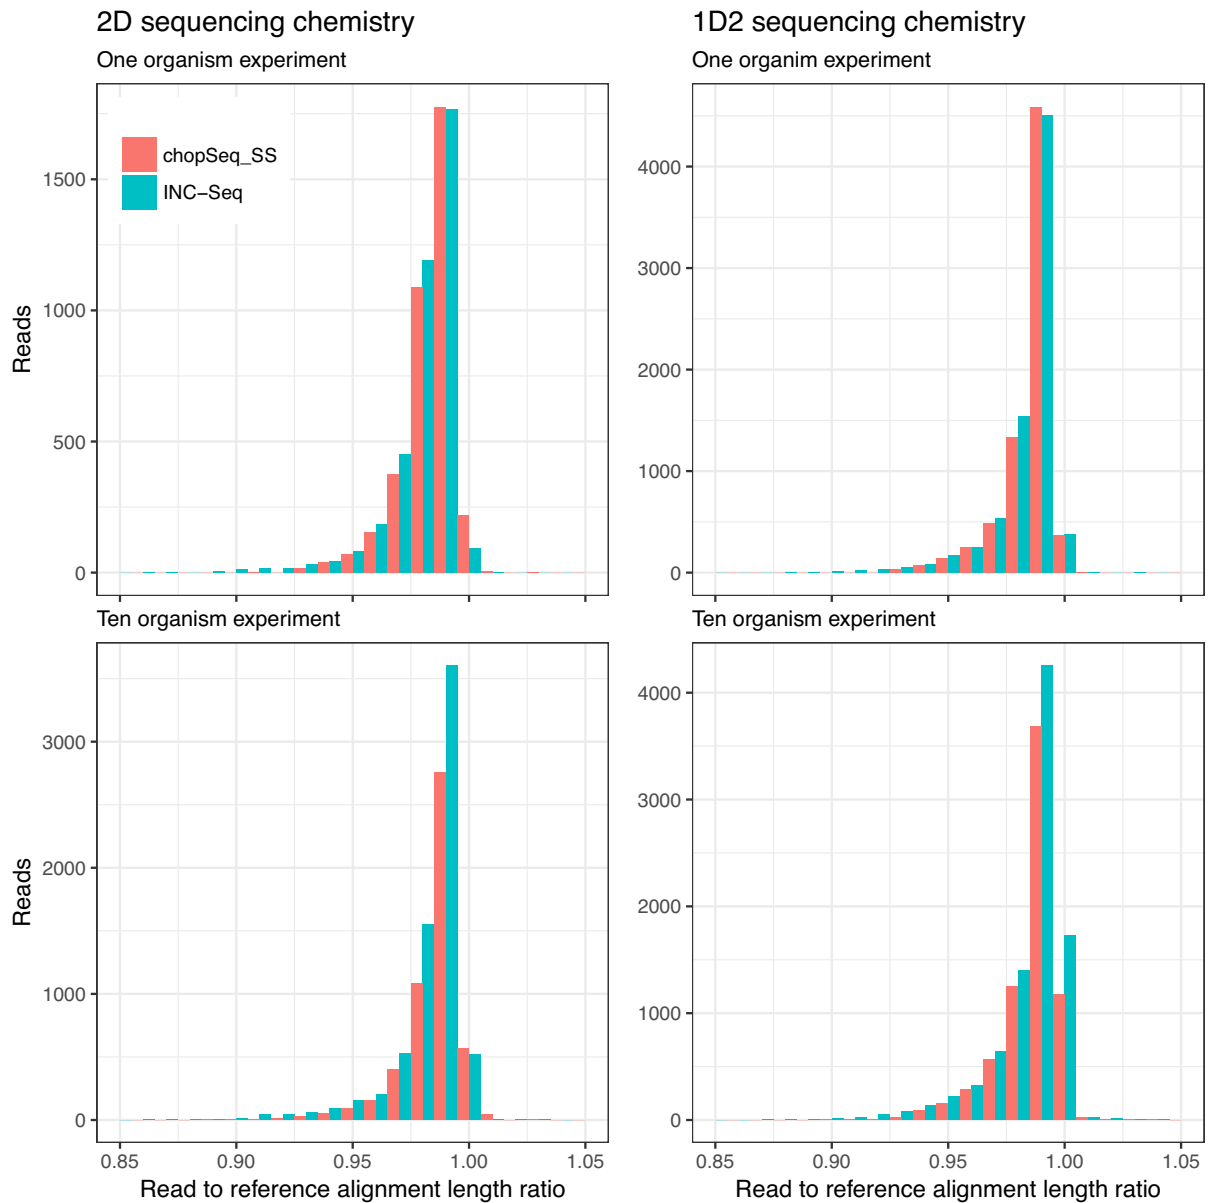 2D sequencing chemistry
One organism experiment
chopSeq_SS
INC-Seq
Reads
1500
1000
500
0
1D2 sequencing chemistry
One organim experiment
4000
3000
2000
1000
0
Ten organism experiment
Reads
3000
2000
1000
0
0.85 0.90 0.95 1.00 1.05
Read to reference alignment length ratio
Ten organism experiment
4000
3000
2000
1000
0
0.85 0.90 0.95 1.00 1.05
Read to reference alignment length ratio